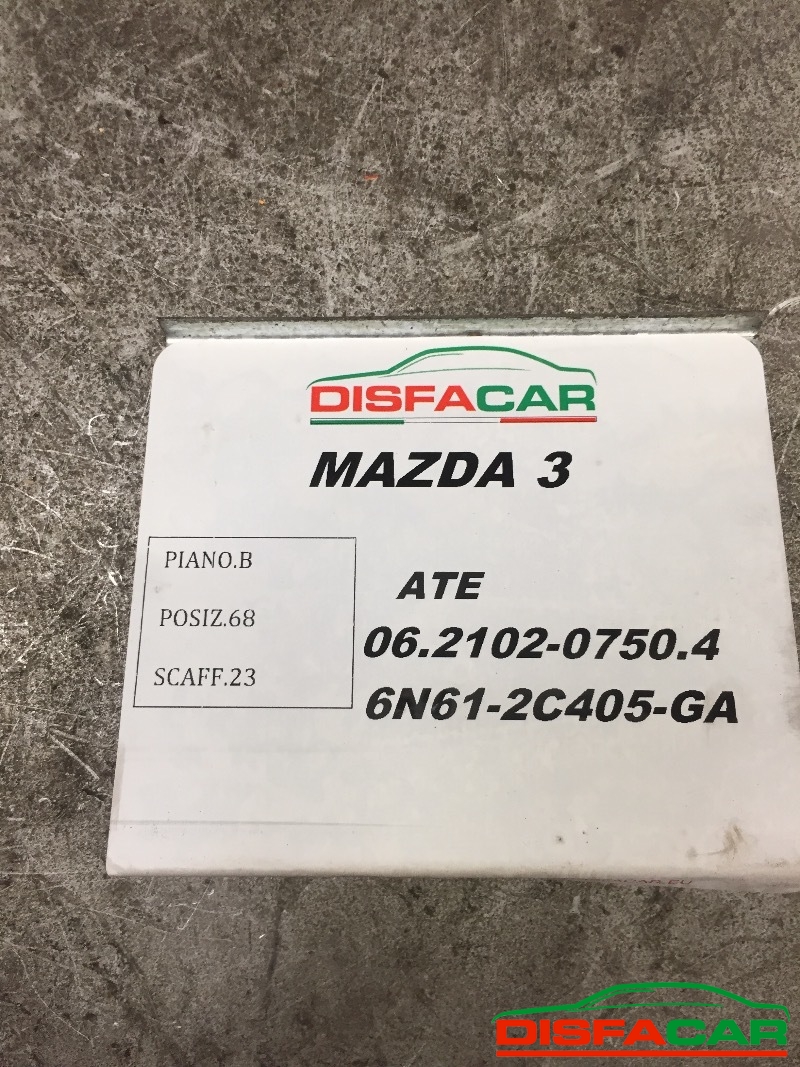 DISFACAR
MAZDA 3
PIANO.B
POSIZ.68
SCAFF.23
ATE
06.2102-0750.4
6N61-2C405-GA
DISFACAR